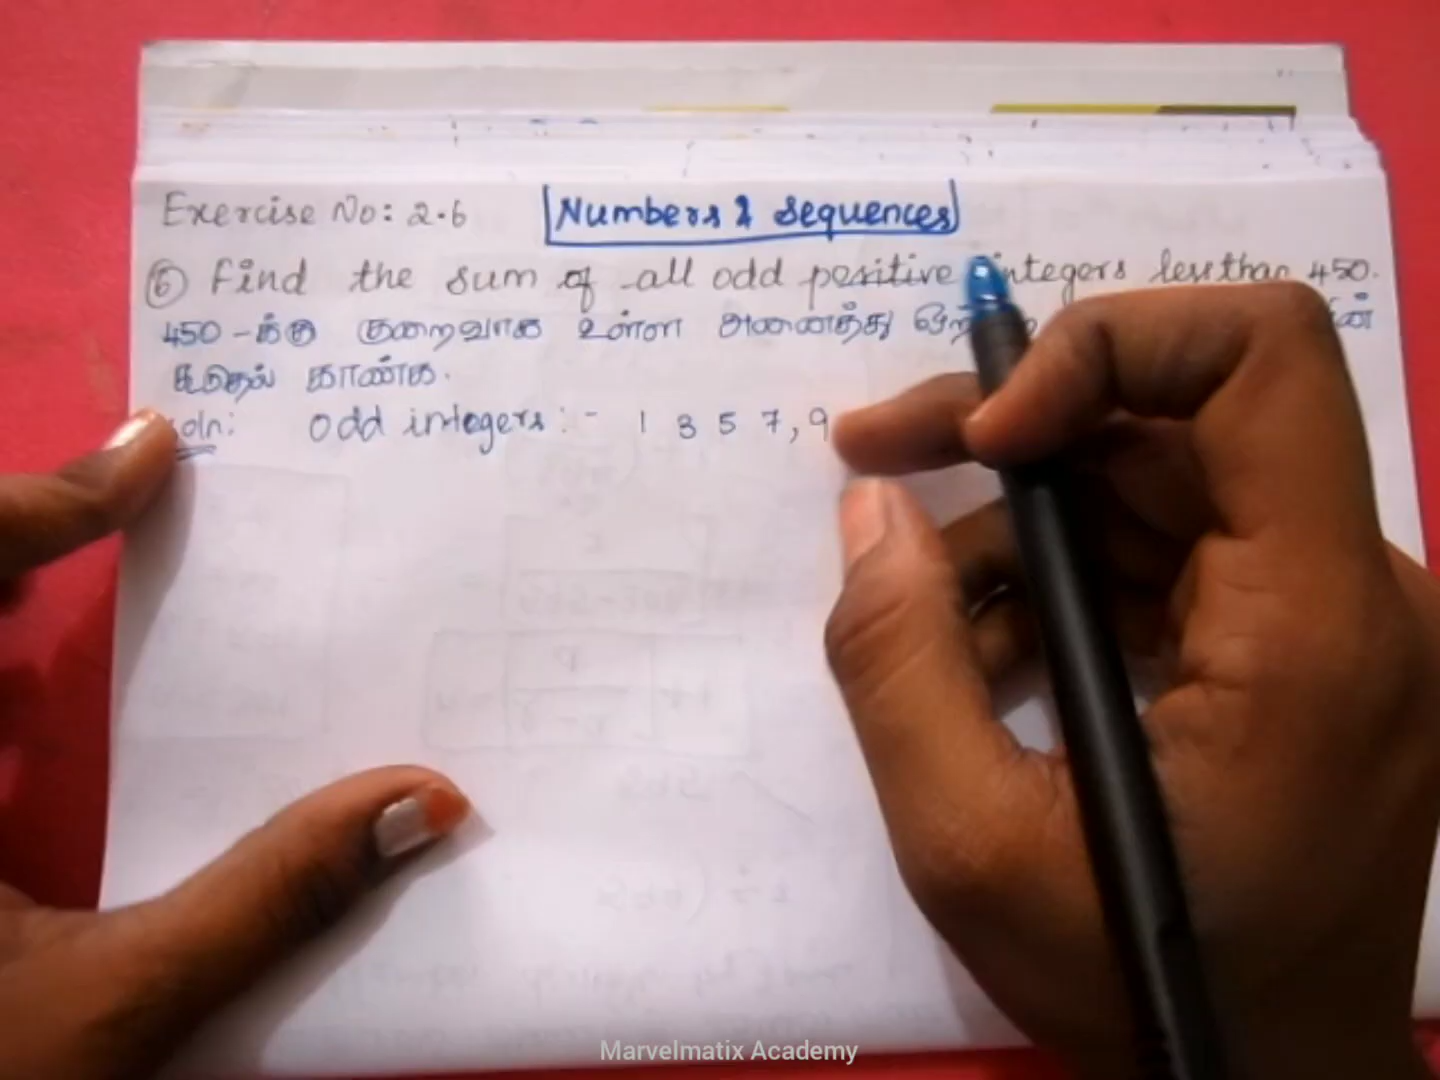 Exercise No: 2.6 Numbers & Sequences
⑥ Find the sum of all odd positive integers less than 450.
450 -க்கு குறைவாக உள்ள அனைத்து
கூடுதல் காண்க.
Soln: Odd integers :- 1 3 5 7, 9
Marvelmatix Academy